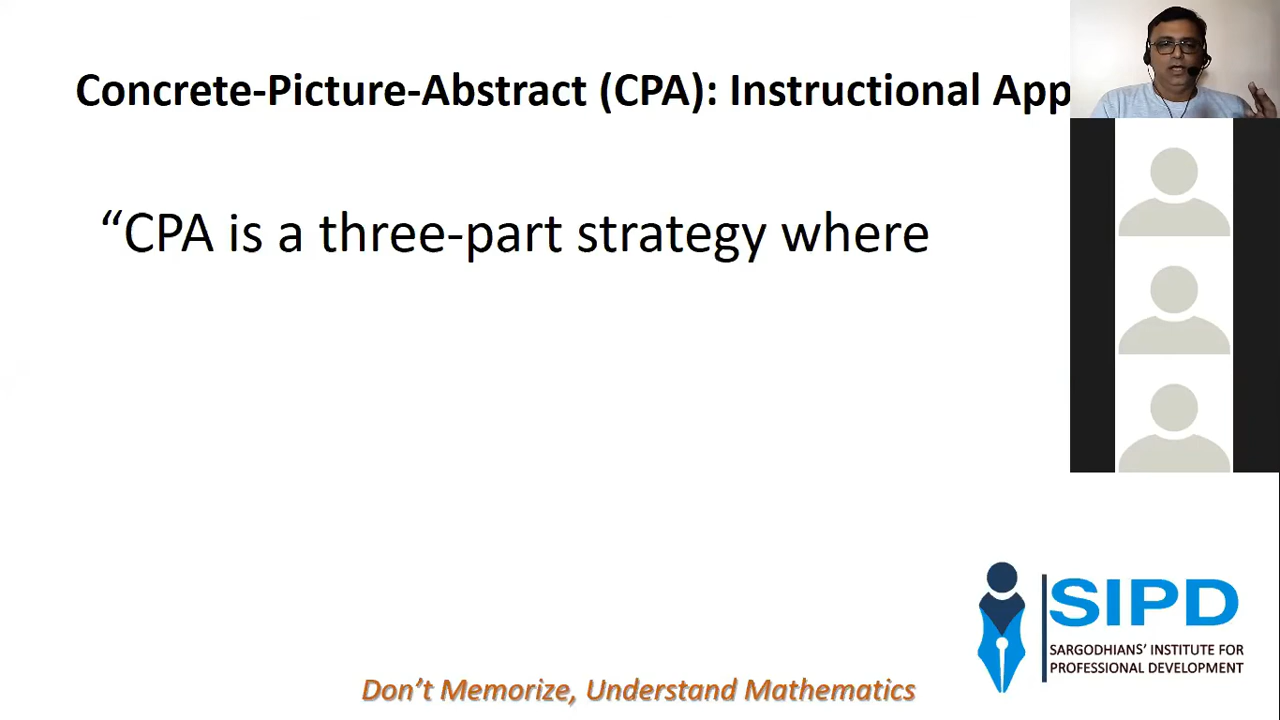 Concrete-Picture-Abstract (CPA): Instructional App
“CPA is a three-part strategy where
SIPD
SARGODHIANS’ INSTITUTE FOR
PROFESSIONAL DEVELOPMENT
Don’t Memorize, Understand Mathematics